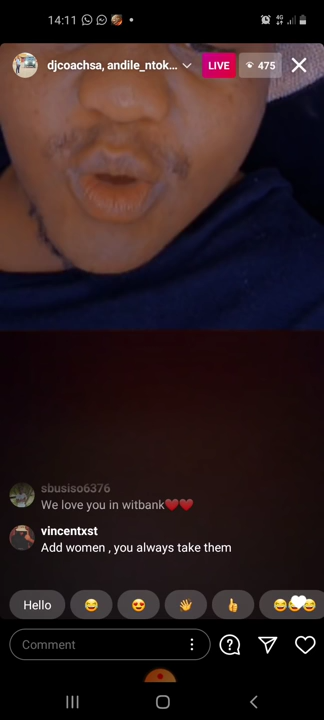 14:11
4G
djcoachsa, andile_ntok...
LIVE
475
sbusiso6376
We love you in witbank❤️❤️
vincentxst
Add women , you always take them
Hello
Comment